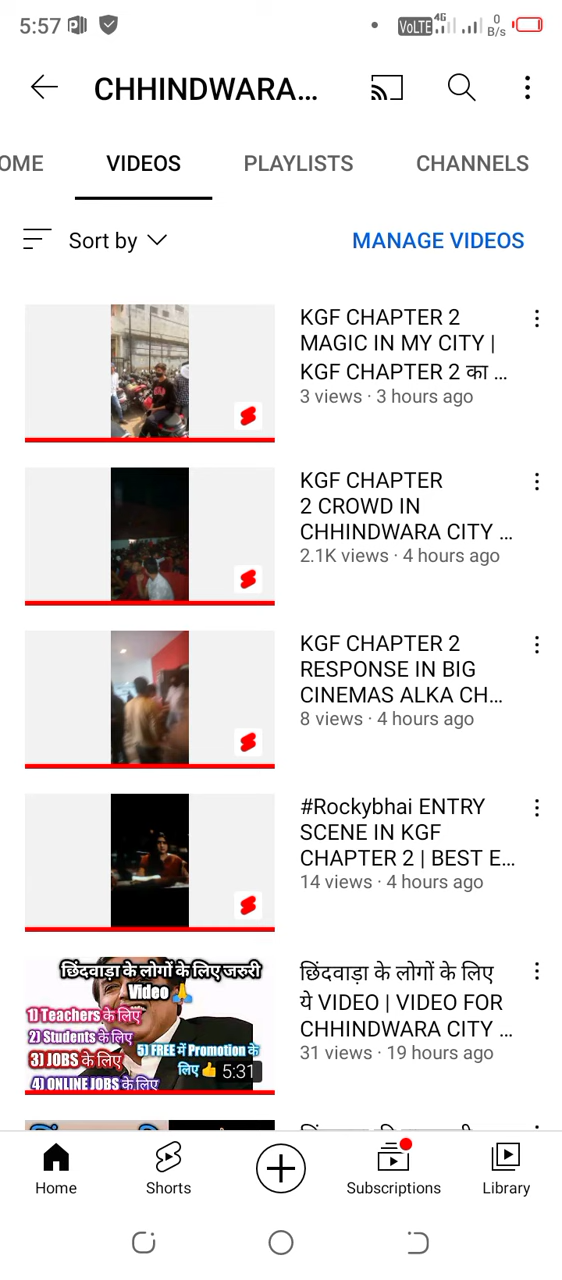 5:57
VoLTE 4G 0 B/s
CHHINDWARA...
OME VIDEOS PLAYLISTS CHANNELS
Sort by MANAGE VIDEOS
KGF CHAPTER 2
MAGIC IN MY CITY |
KGF CHAPTER 2 का ...
3 views · 3 hours ago
KGF CHAPTER
2 CROWD IN
CHHINDWARA CITY ...
2.1K views · 4 hours ago
KGF CHAPTER 2
RESPONSE IN BIG
CINEMAS ALKA CH...
8 views · 4 hours ago
#Rockybhai ENTRY
SCENE IN KGF
CHAPTER 2 | BEST E...
14 views · 4 hours ago
छिंदवाड़ा के लोगों के लिए जरुरी
Video 🙏
1) Teachers के लिए
2) Students के लिए
3) JOBS के लिए
4) ONLINE JOBS के लिए
5) FREE में Promotion के
लिए 👍 5:31
छिंदवाड़ा के लोगों के लिए
ये VIDEO | VIDEO FOR
CHHINDWARA CITY ...
31 views · 19 hours ago
Home Shorts Subscriptions Library